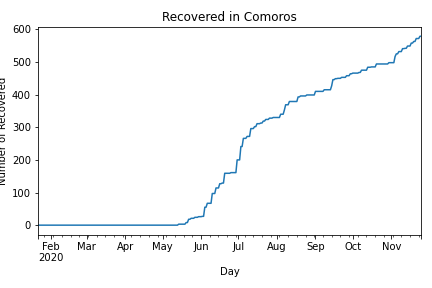 Recovered in Comoros
Number of Recovered
600
500
400
300
200
100
0
Feb Mar Apr May Jun Jul Aug Sep Oct Nov
2020
Day